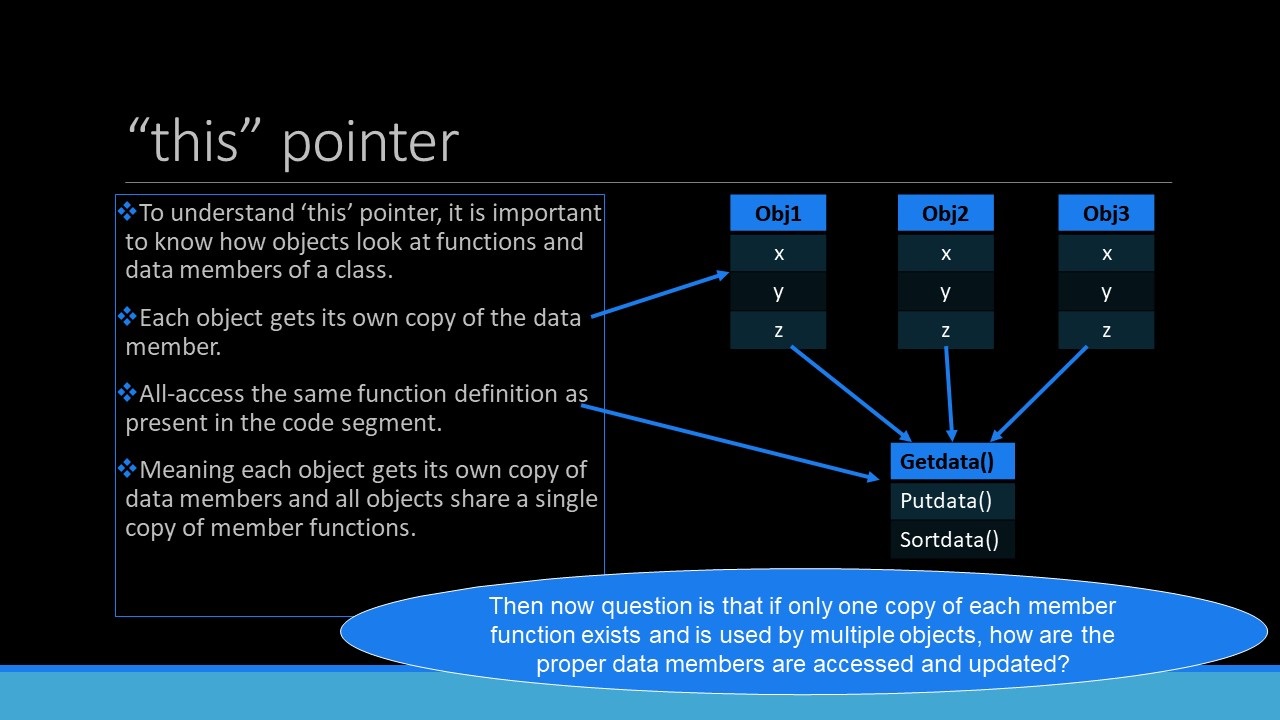 “this” pointer
❖To understand ‘this’ pointer, it is important
to know how objects look at functions and
data members of a class.
❖Each object gets its own copy of the data
member.
❖All-access the same function definition as
present in the code segment.
❖Meaning each object gets its own copy of
data members and all objects share a single
copy of member functions.
Obj1
x
y
z
Obj2
x
y
z
Obj3
x
y
z
Getdata()
Putdata()
Sortdata()
Then now question is that if only one copy of each member
function exists and is used by multiple objects, how are the
proper data members are accessed and updated?